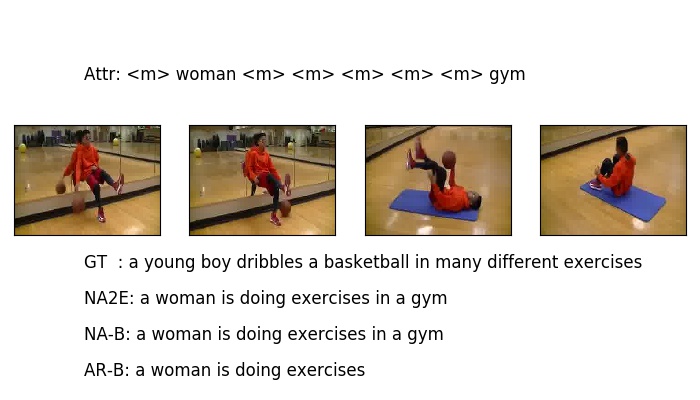 Attr: <m> woman <m> <m> <m> <m> <m> gym
GT  : a young boy dribbles a basketball in many different exercises
NA2E: a woman is doing exercises in a gym
NA-B: a woman is doing exercises in a gym
AR-B: a woman is doing exercises